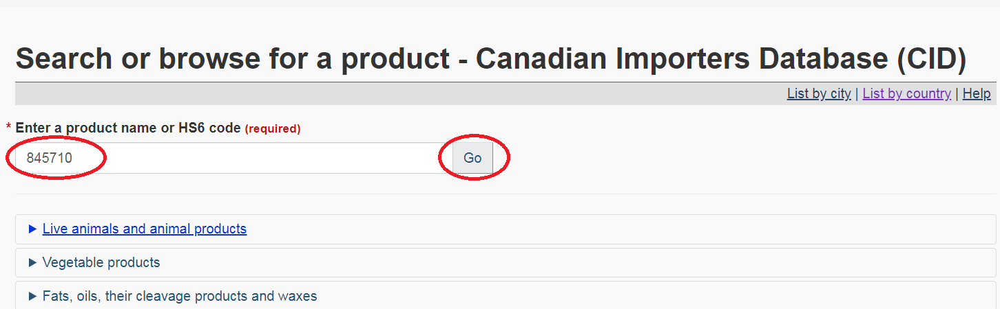 Search or browse for a product - Canadian Importers Database (CID)
List by city | List by country | Help
* Enter a product name or HS6 code (required)
845710 Go
Live animals and animal products
Vegetable products
Fats, oils, their cleavage products and waxes